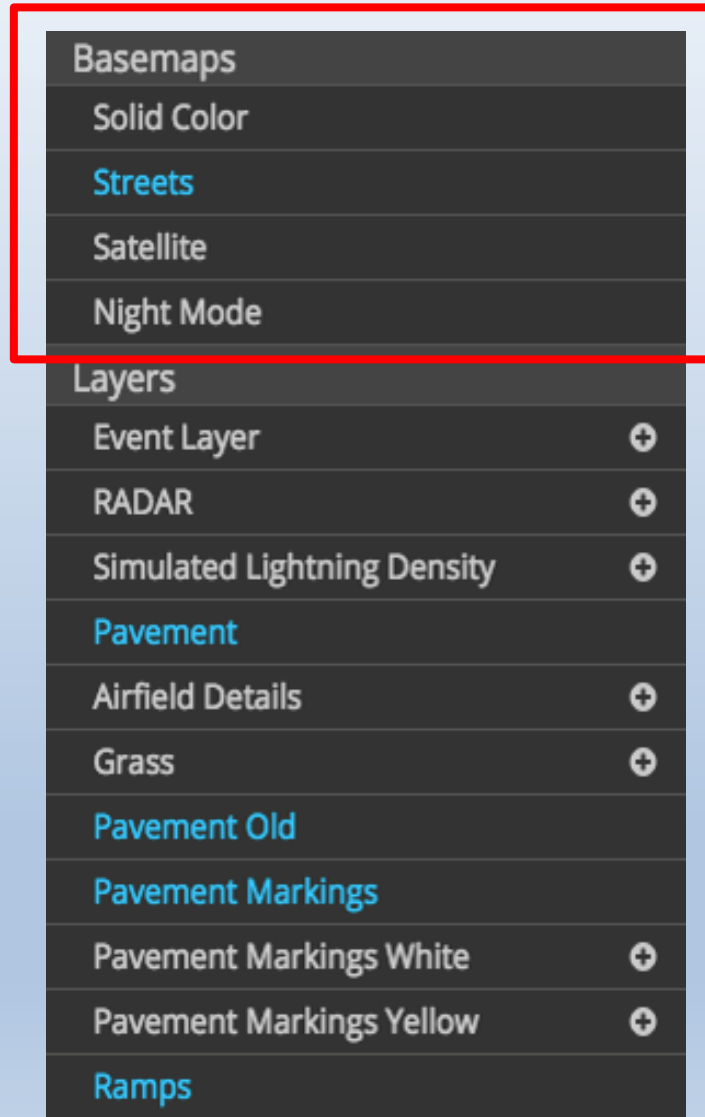 Basemaps
Solid Color
Streets
Satellite
Night Mode
Layers
Event Layer
RADAR
Simulated Lightning Density
Pavement
Airfield Details
Grass
Pavement Old
Pavement Markings
Pavement Markings White
Pavement Markings Yellow
Ramps